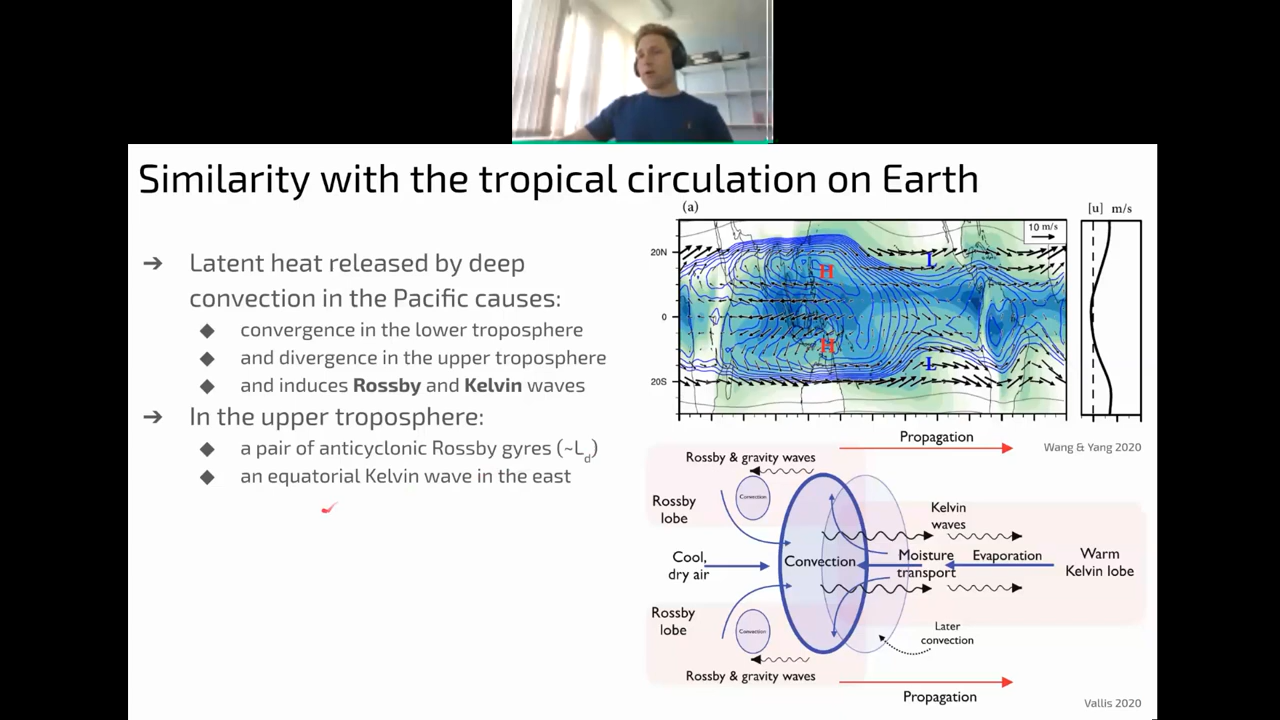 Similarity with the tropical circulation on Earth
➔ Latent heat released by deep
convection in the Pacific causes:
◆ convergence in the lower troposphere
◆ and divergence in the upper troposphere
◆ and induces Rossby and Kelvin waves
➔ In the upper troposphere:
◆ a pair of anticyclonic Rossby gyres (~Ld)
◆ an equatorial Kelvin wave in the east
(a)
[u] m/s
10 m/s
20N
0
20S
H
L
H
L
Wang & Yang 2020
Propagation
Rossby & gravity waves
Convection
Rossby
lobe
Kelvin
waves
Cool,
dry air
Convection
Moisture
transport
Evaporation
Warm
Kelvin lobe
Rossby
lobe
Convection
Later
convection
Rossby & gravity waves
Propagation
Vallis 2020